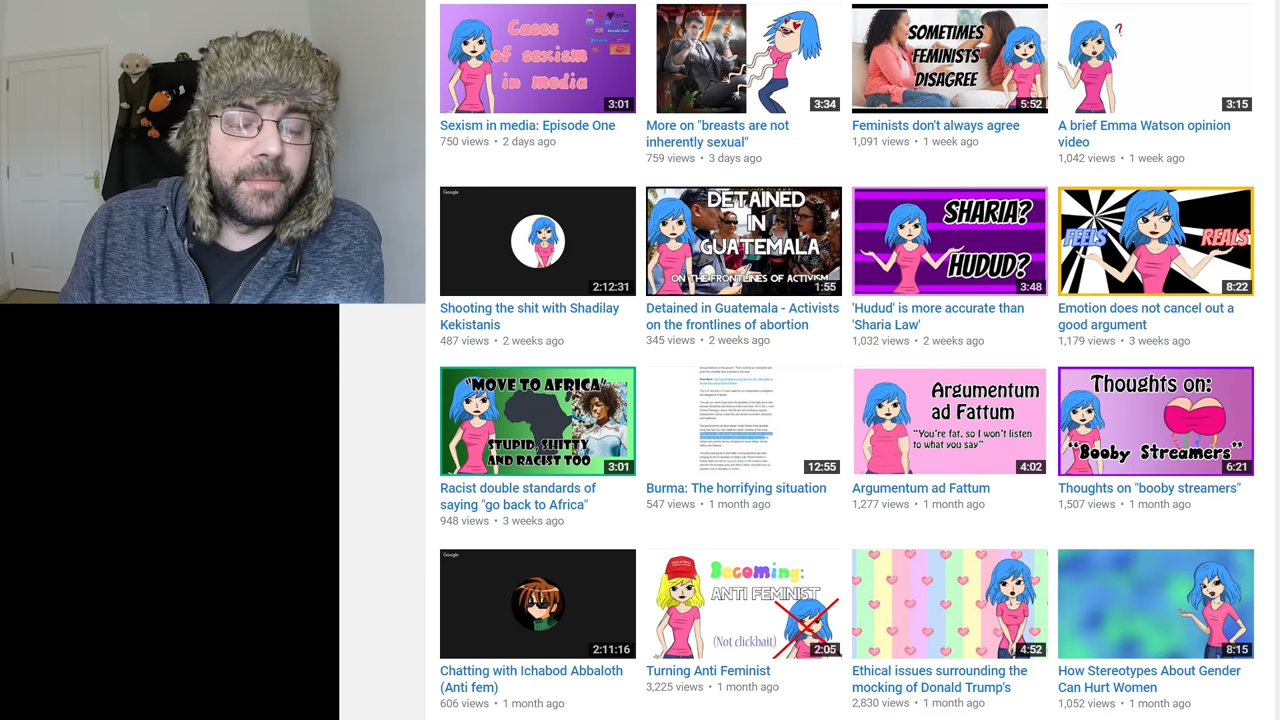 Cases
of sexism
in media
3:01
3:34
SOMETIMES
FEMINISTS
DISAGREE
5:52
?
3:15
Sexism in media: Episode One
750 views • 2 days ago
More on "breasts are not
inherently sexual"
759 views • 3 days ago
Feminists don't always agree
1,091 views • 1 week ago
A brief Emma Watson opinion
video
1,042 views • 1 week ago
Google
2:12:31
DETAINED
IN
GUATEMALA
ON THE FRONTLINES OF ACTIVISM
1:55
SHARIA?
HUDUD?
3:48
FEELS
REALS
8:22
Shooting the shit with Shadilay
Kekistanis
487 views • 2 weeks ago
Detained in Guatemala - Activists
on the frontlines of abortion
345 views • 2 weeks ago
'Hudud' is more accurate than
'Sharia Law'
1,032 views • 2 weeks ago
Emotion does not cancel out a
good argument
1,179 views • 3 weeks ago
VE TO AFRICA
UPID, SHITTY
ND RIGHT TOO
3:01
12:55
Argumentum
ad Fattum
"You're fat, so I won't listen
to what you say"
4:02
Thoughts on:
6:21
Racist double standards of
saying "go back to Africa"
948 views • 3 weeks ago
Burma: The horrifying situation
547 views • 1 month ago
Argumentum ad Fattum
1,277 views • 1 month ago
Thoughts on "booby streamers"
1,507 views • 1 month ago
Google
2:11:16
Becoming:
ANTI FEMINIST
(Not clickbait)
2:05
4:52
8:15
Chatting with Ichabod Abbaloth
(Anti fem)
606 views • 1 month ago
Turning Anti Feminist
3,225 views • 1 month ago
Ethical issues surrounding the
mocking of Donald Trump's
2,830 views • 1 month ago
How Stereotypes About Gender
Can Hurt Women
1,052 views • 1 month ago